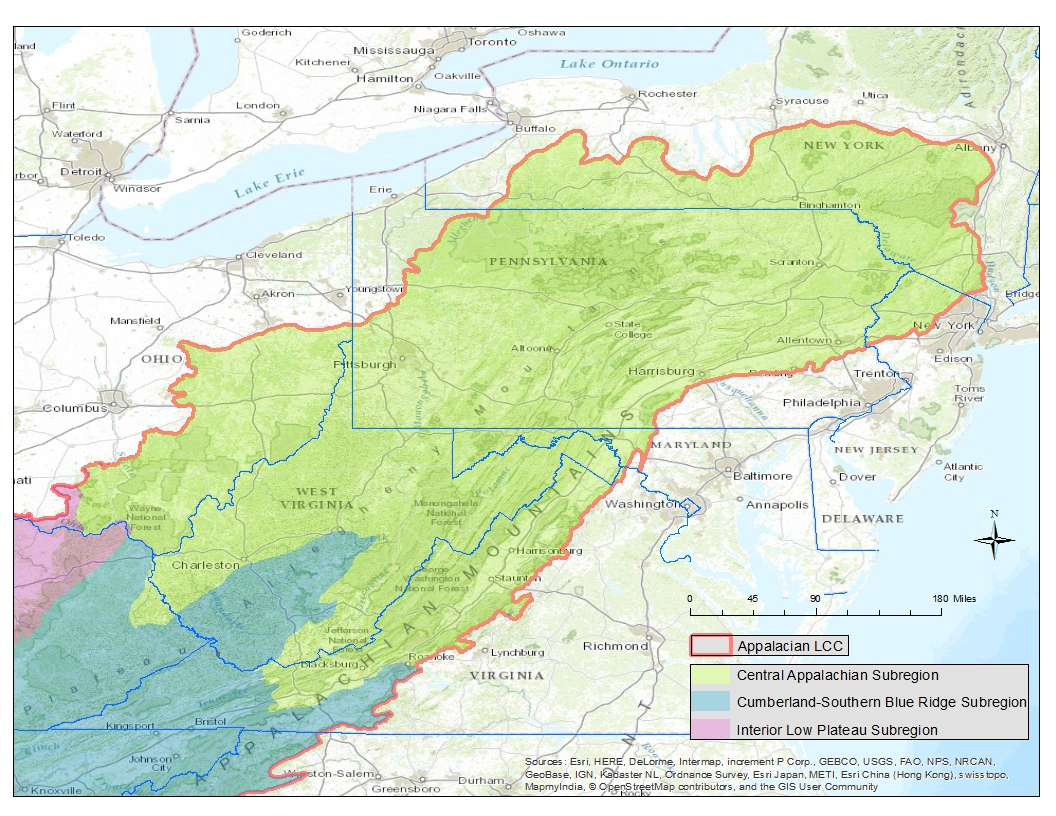 Goderich
Oshawa
Toronto
Mississauga
Kitchener
Oakville
Hamilton
Lake Ontario
Adirondack
Flint
London
Sarnia
Niagara Falls
Rochester
Syracuse
Utica
Waterford
Buffalo
NEW YORK
Albany
Detroit
Windsor
Lake Erie
Erie
Binghamton
Toledo
Cleveland
PENNSYLVANIA
Scranton
Akron
Youngstown
Mansfield
OHIO
State
College
Altoona
Allentown
New York
Edison
Pittsburgh
Harrisburg
Trenton
Toms
River
Columbus
Philadelphia
MARYLAND
NEW JERSEY
Baltimore
Dover
Atlantic
City
WEST
VIRGINIA
Monongahela
National
Forest
Washington
Annapolis
DELAWARE
Wayne
National
Forest
Ohio
Elk
N
Charleston
Harrisonburg
George
Washington
National Forest
Staunton
0 45 90 180 Miles
Jefferson
National
Forest
Blacksburg
Roanoke
Lynchburg
Richmond
VIRGINIA
APPALACHIAN MOUNTAINS
Plateau
Kingsport
Bristol
Johnson
City
Knoxville
Winston-Salem
Greensboro
Durham
Appalacian LCC
Central Appalachian Subregion
Cumberland-Southern Blue Ridge Subregion
Interior Low Plateau Subregion
Sources: Esri, HERE, DeLorme, Intermap, increment P Corp., GEBCO, USGS, FAO, NPS, NRCAN,
GeoBase, IGN, Kadaster NL, Ordnance Survey, Esri Japan, METI, Esri China (Hong Kong), swisstopo,
MapmyIndia, © OpenStreetMap contributors, and the GIS User Community